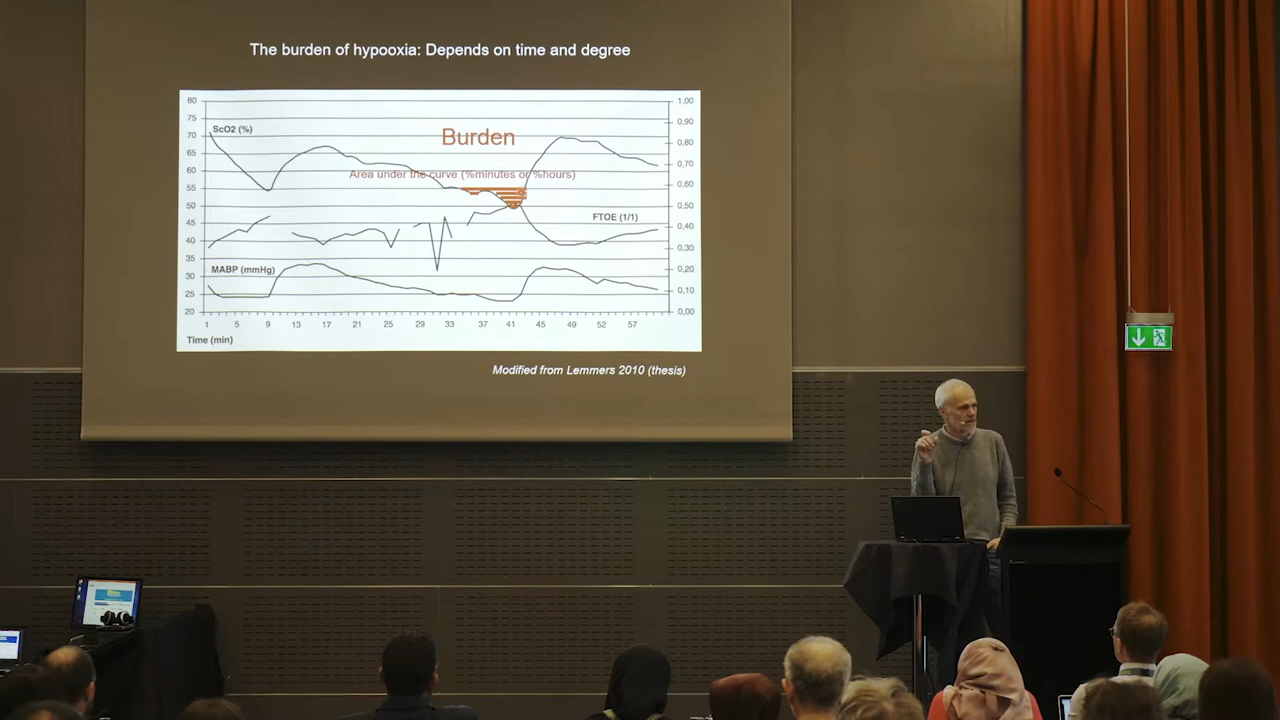 The burden of hypooxia: Depends on time and degree
80
75
70
65
60
55
50
45
40
35
30
25
20
ScO2 (%)
Burden
Area under the curve (%minutes or %hours)
FTOE (1/1)
MABP (mmHg)
1,00
0,90
0,80
0,70
0,60
0,50
0,40
0,30
0,20
0,10
0,00
1 5 9 13 17 21 25 29 33 37 41 45 49 52 57
Time (min)
Modified from Lemmers 2010 (thesis)